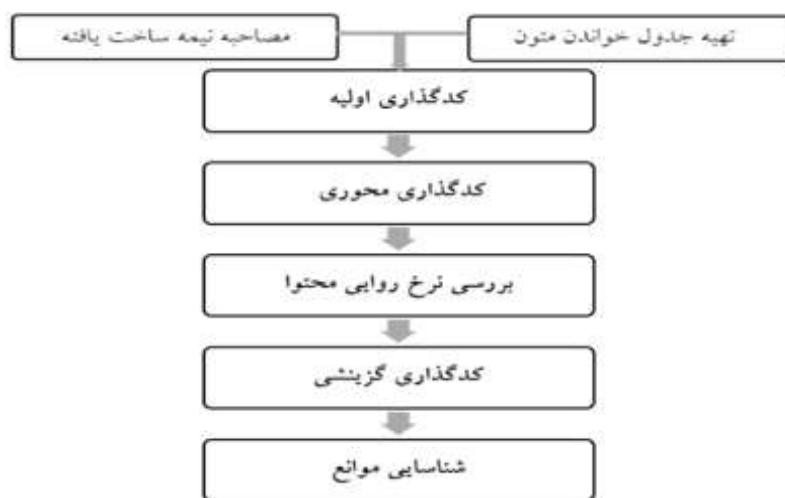 تهیه جدول خواندن متون
مصاحبه نیمه ساخت یافته
کدگذاری اولیه
کدگذاری محوری
بررسی نرخ روایی محتوا
کدگذاری گزینشی
شناسایی موانع